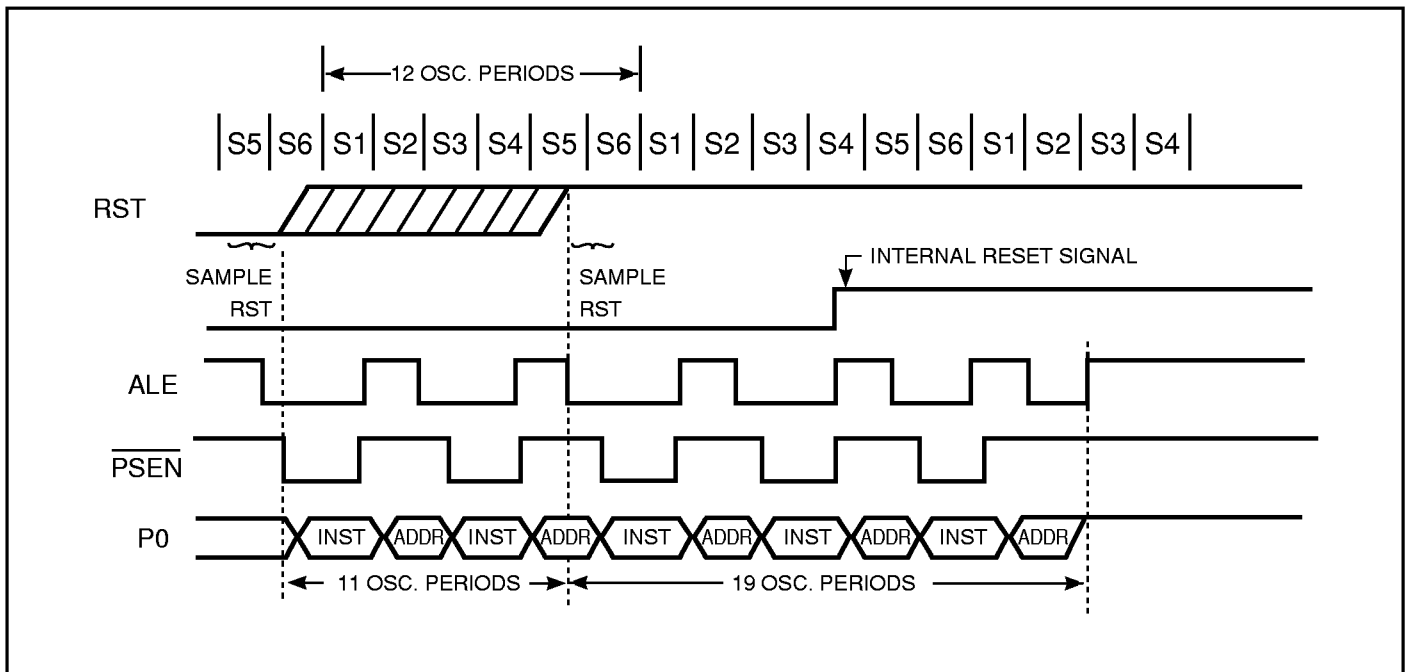 12 OSC. PERIODS
S5 S6 S1 S2 S3 S4 S5 S6 S1 S2 S3 S4 S5 S6 S1 S2 S3 S4
RST
SAMPLE RST
SAMPLE RST
INTERNAL RESET SIGNAL
ALE
PSEN
P0
INST ADDR INST ADDR INST ADDR INST ADDR INST ADDR
11 OSC. PERIODS
19 OSC. PERIODS